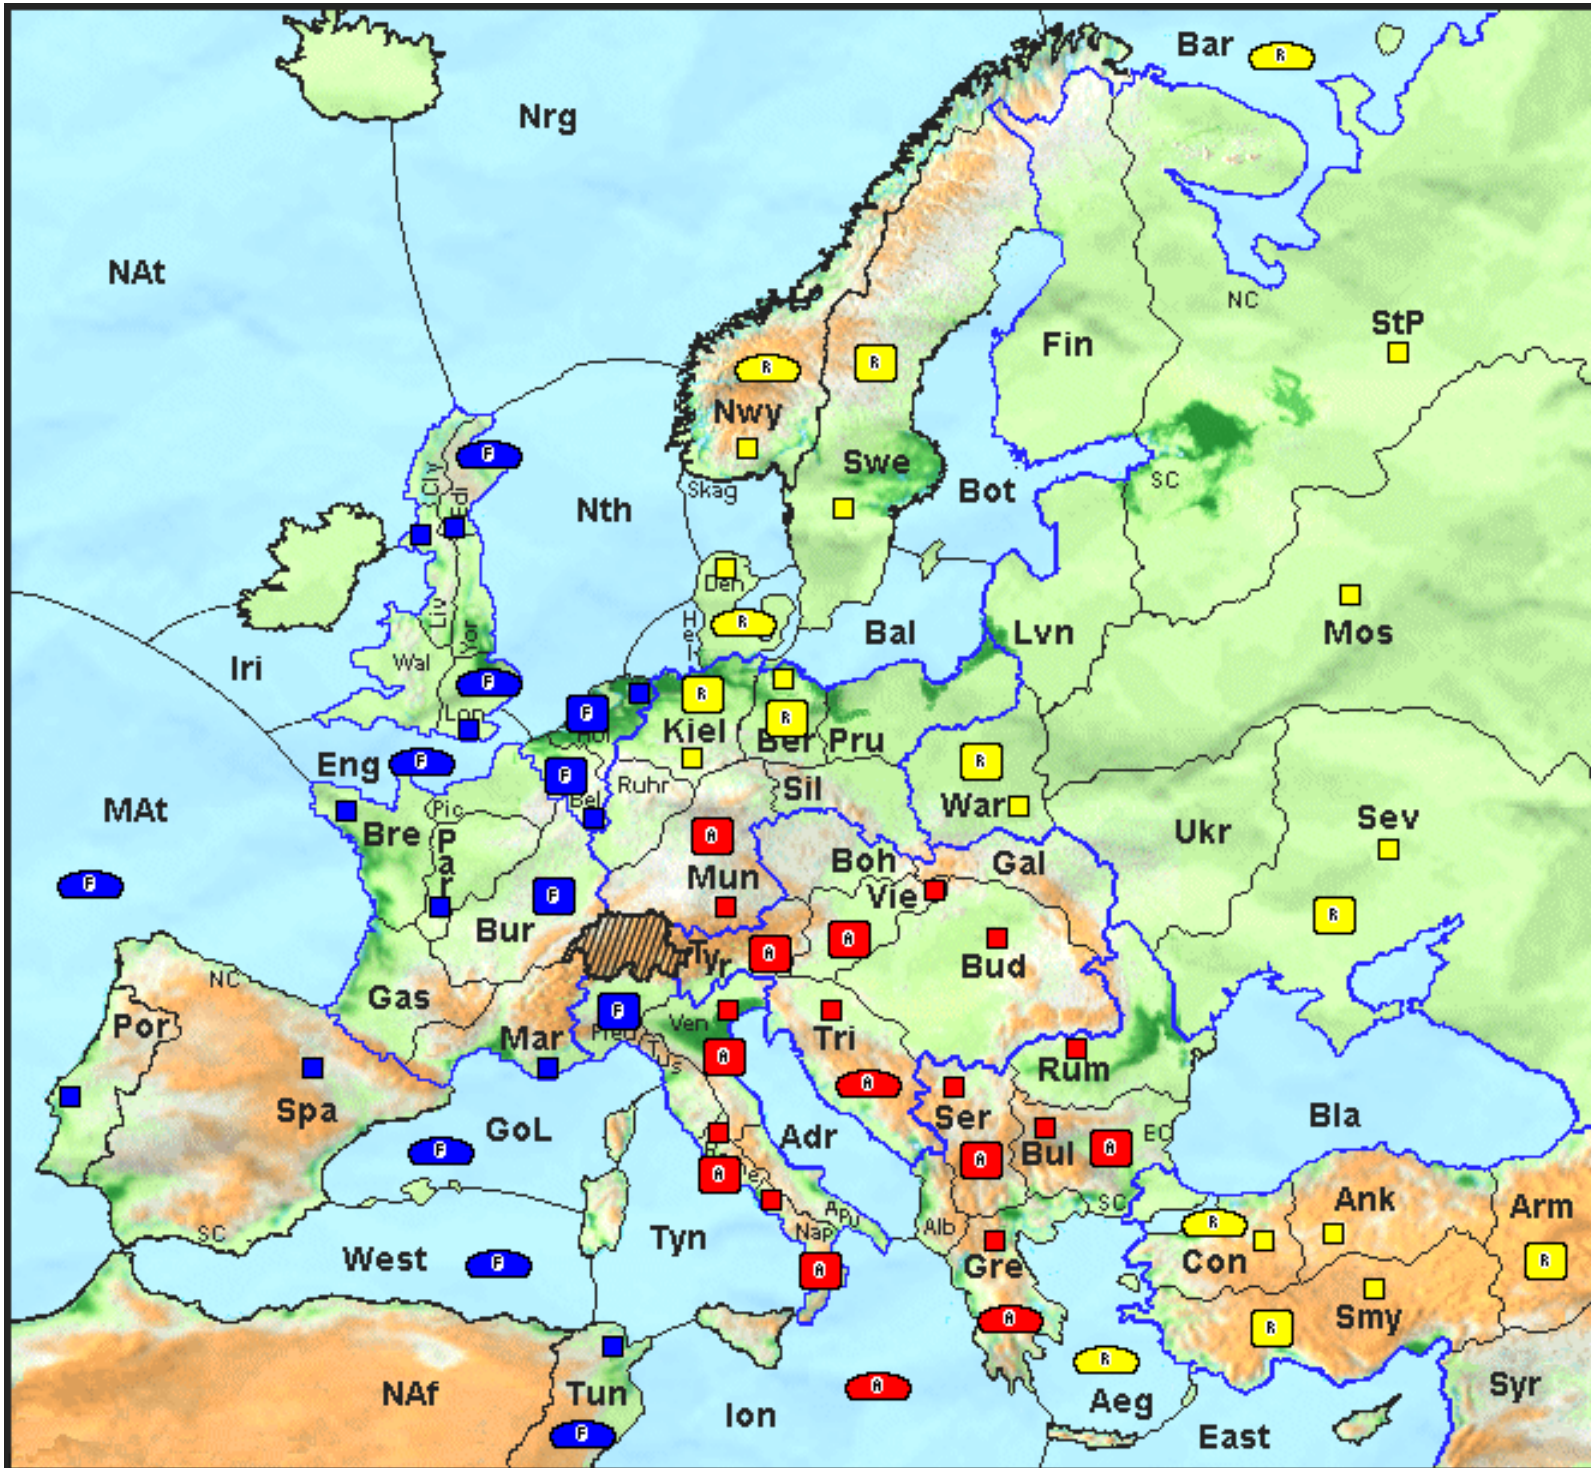 Bar
R
Nrg
NAt
NC
StP
Fin
R
R
Nwy
F
Swe
Cly
Edi
SC
Skag
Bot
Nth
Den
Mos
Liv
Yor
Hel
R
Bal
Lvn
Wal
Iri
F
R
Lon
F
Hol
Kiel
R
Ber
Pru
Eng
F
F
R
Ruhr
Sil
Bel
War
MAt
Pic
Bre
Par
A
Ukr
Sev
Boh
Gal
F
F
Mun
Vie
R
Bur
A
A
Tyr
Bud
NC
Gas
F
Por
Mar
Pied
Ven
Tri
Tus
A
Rum
A
Ser
Spa
GoL
Adr
Bla
EC
Bul
A
F
A
A
SC
Ank
Arm
Apu
SC
R
Tyn
Nap
Alb
West
Con
R
F
A
Gre
Smy
A
R
R
NAf
Tun
A
Aeg
Syr
Ion
F
East